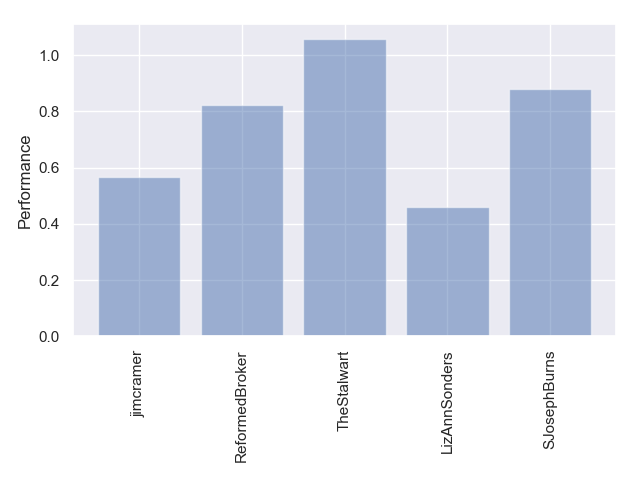 Performance
1.0
0.8
0.6
0.4
0.2
0.0
jimcramer
ReformedBroker
TheStalwart
LizAnnSonders
SJosephBurns